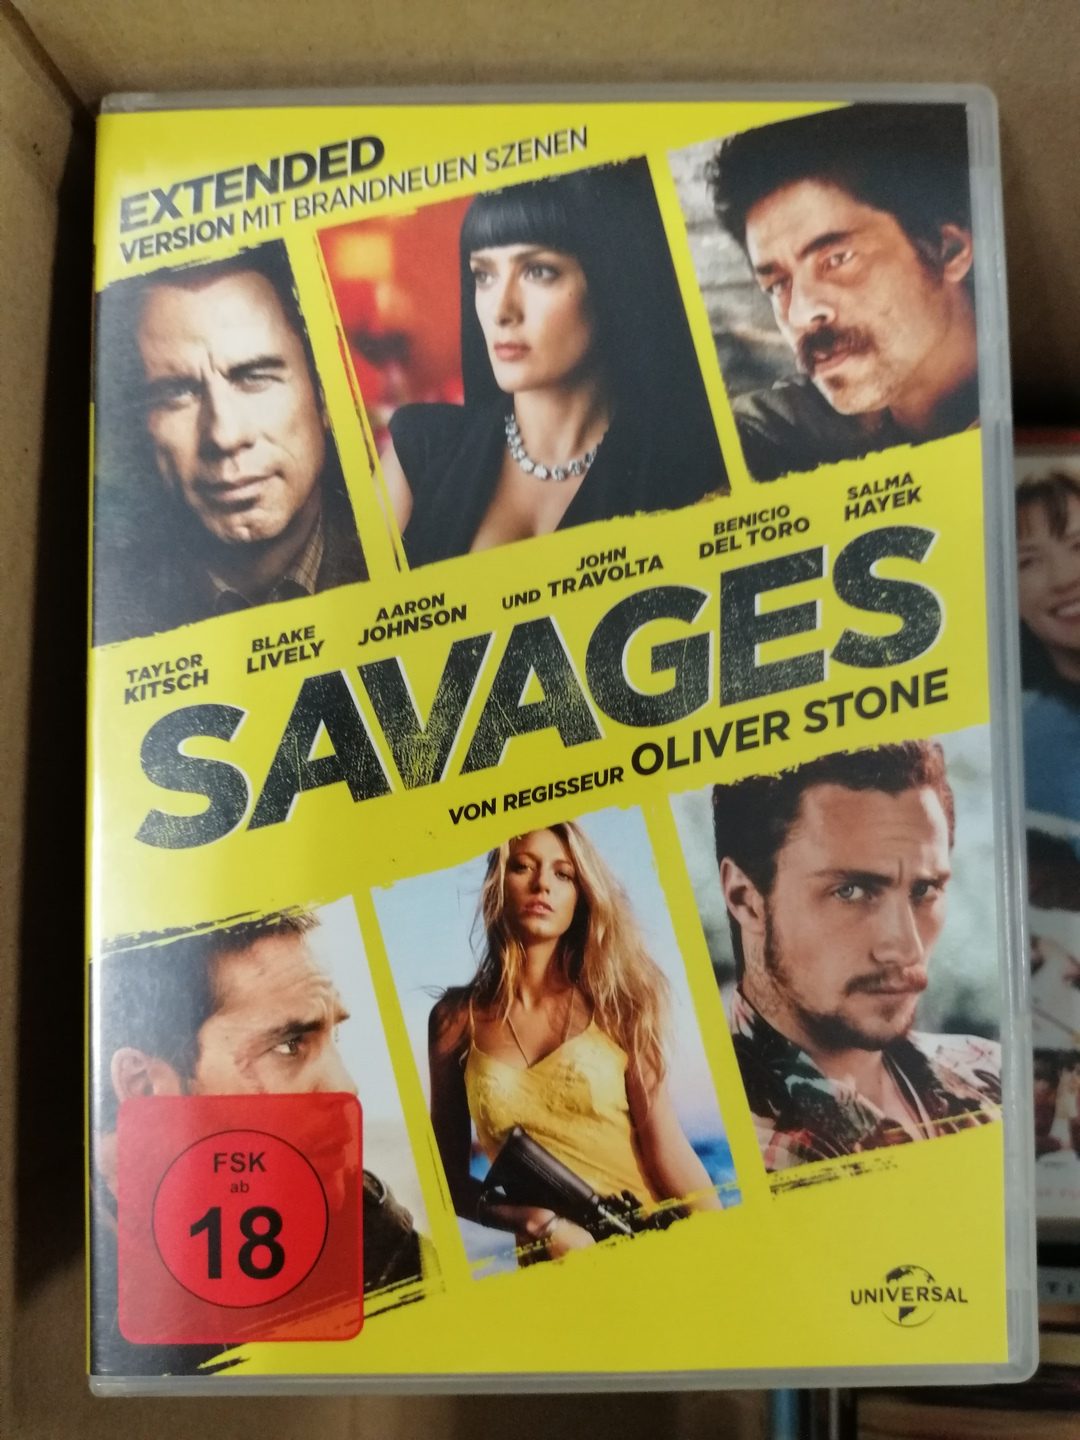 EXTENDED
VERSION MIT BRANDNEUEN SZENEN
TAYLOR
KITSCH
BLAKE
LIVELY
AARON
JOHNSON
UND JOHN
TRAVOLTA
BENICIO
DEL TORO
SALMA
HAYEK
SAVAGES
VON REGISSEUR OLIVER STONE
FSK
ab
18
UNIVERSAL